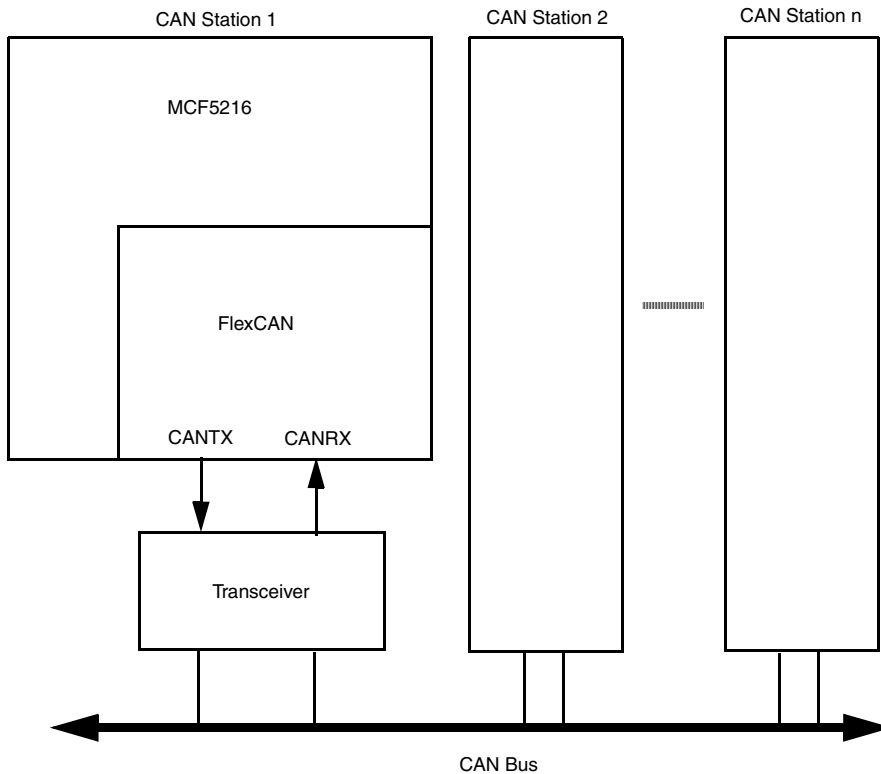 CAN Station 1
CAN Station 2
CAN Station n
MCF5216
FlexCAN
CANTX
CANRX
Transceiver
CAN Bus